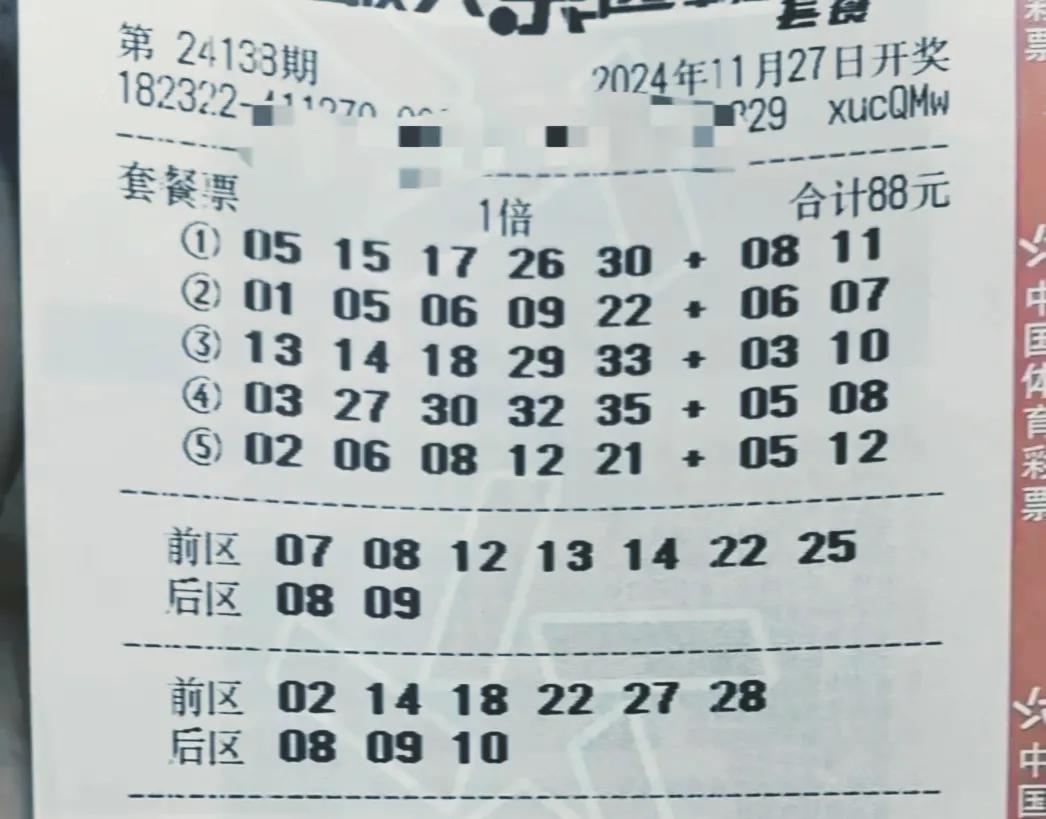 套餐
第 24138期
2024年11月27日开奖
182322-
829 xucQMw
套餐票
1倍
合计88元
① 05 15 17 26 30 + 08 11
② 01 05 06 09 22 + 06 07
③ 13 14 18 29 33 + 03 10
④ 03 27 30 32 35 + 05 08
⑤ 02 06 08 12 21 + 05 12
前区 07 08 12 13 14 22 25
后区 08 09
前区 02 14 18 22 27 28
后区 08 09 10
彩票
中国体育彩票
中国